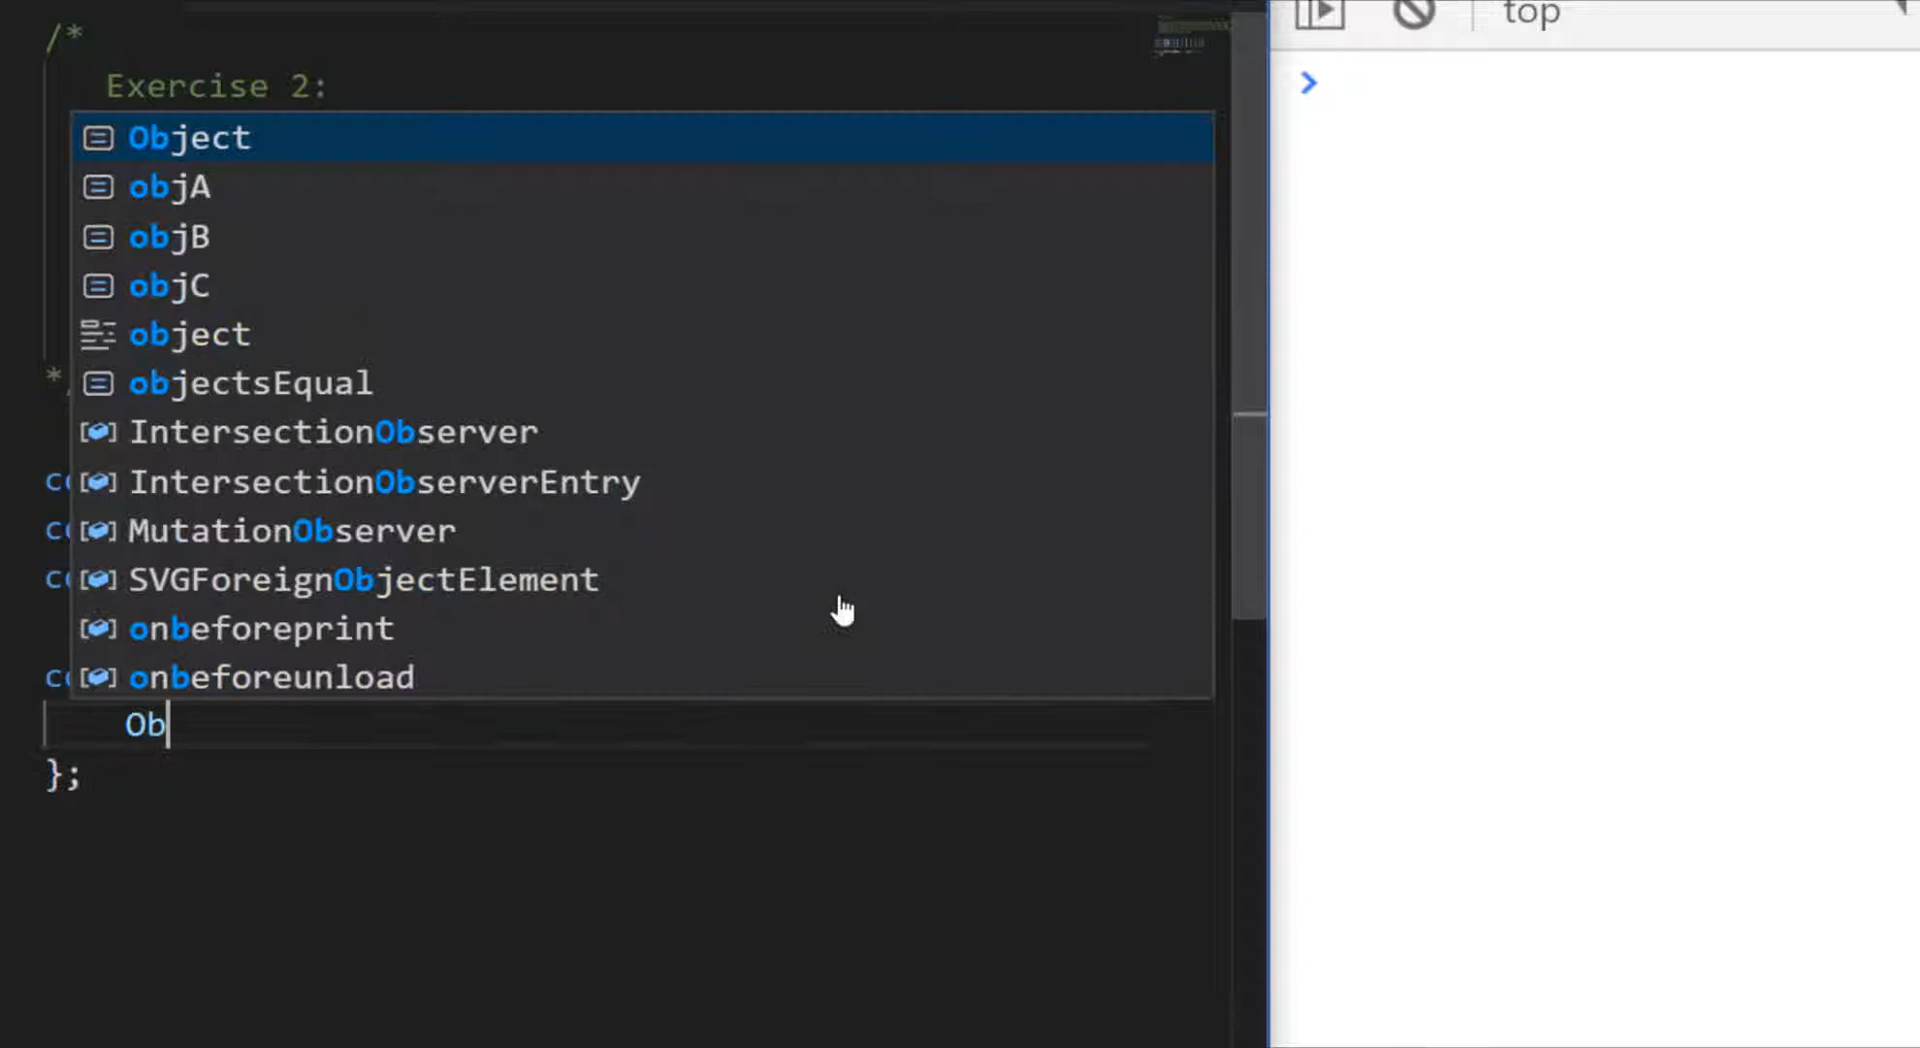 /*
Exercise 2:
Object
objA
objB
objC
object
*
objectsEqual
IntersectionObserver
IntersectionObserverEntry
MutationObserver
SVGForeignObjectElement
onbeforeprint
onbeforeunload
Ob
};
top
>